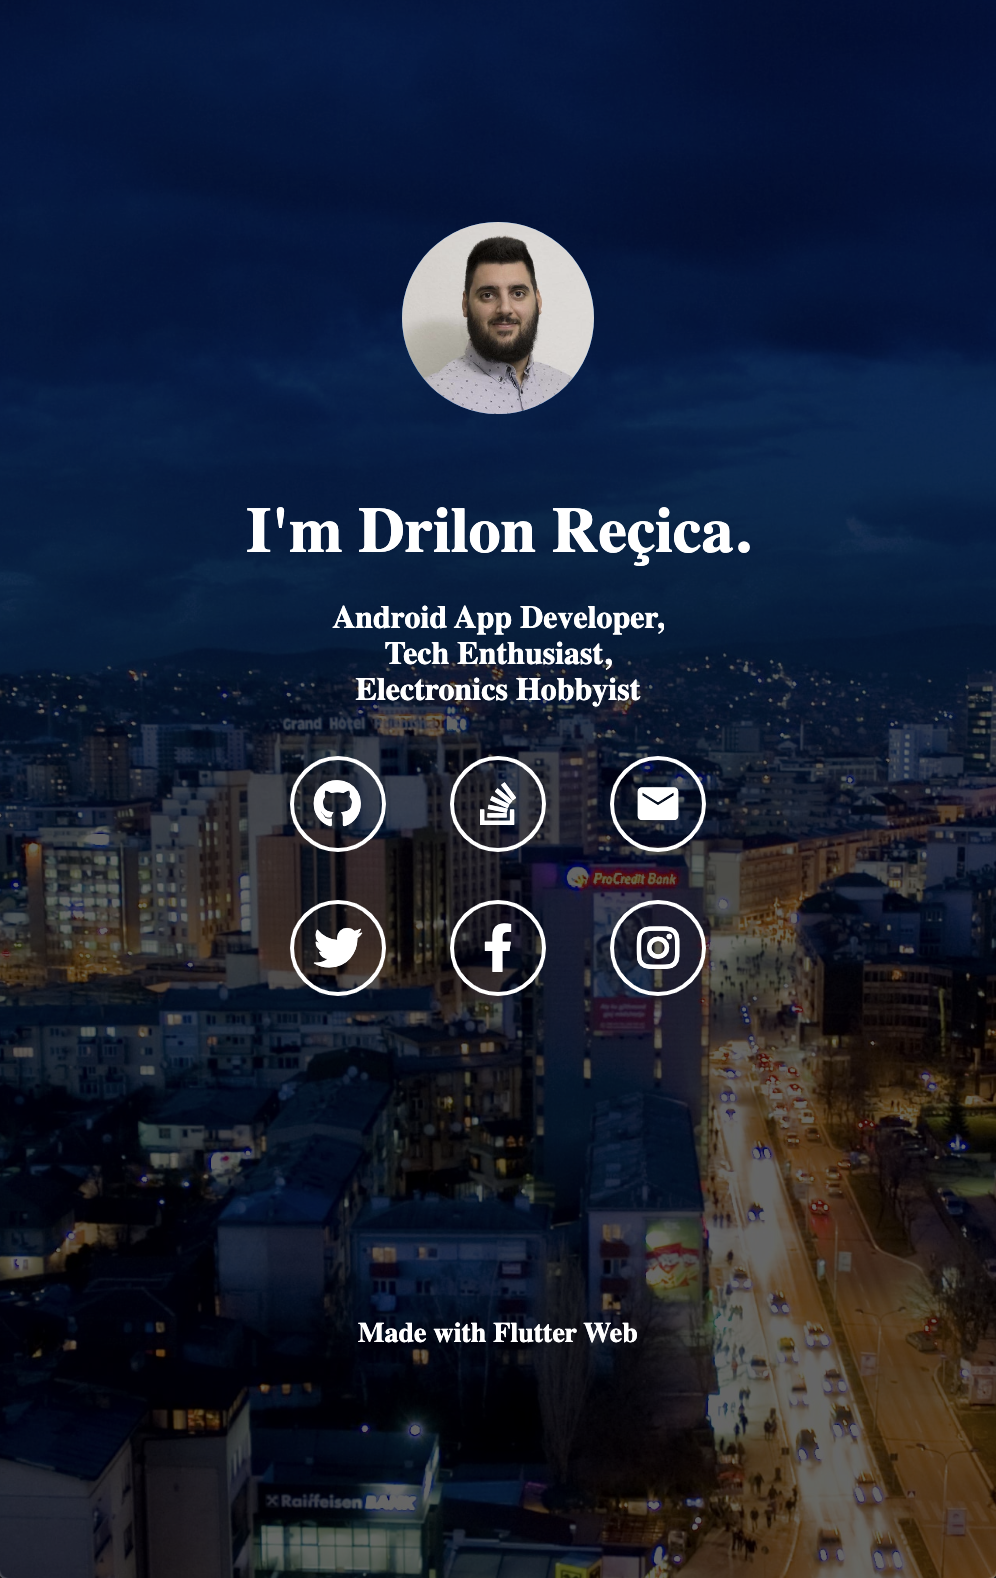 I'm Drilon Reçica.
Android App Developer,
Tech Enthusiast,
Electronics Hobbyist
Grand Hotel
ProCredit Bank
Made with Flutter Web
Raiffeisen BANK